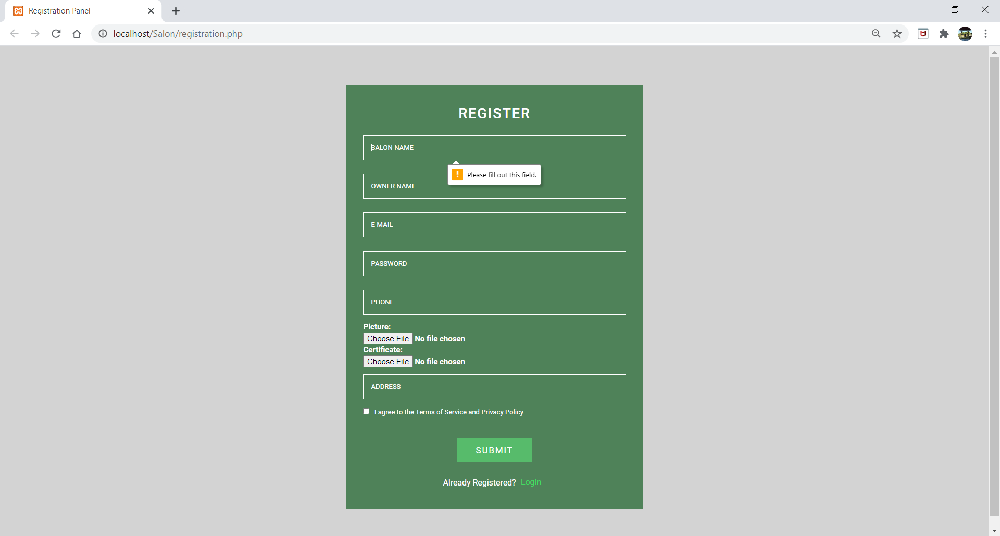 Registration Panel
localhost/Salon/registration.php
REGISTER
SALON NAME
Please fill out this field.
OWNER NAME
E-MAIL
PASSWORD
PHONE
Picture:
Choose File No file chosen
Certificate:
Choose File No file chosen
ADDRESS
I agree to the Terms of Service and Privacy Policy
SUBMIT
Already Registered? Login